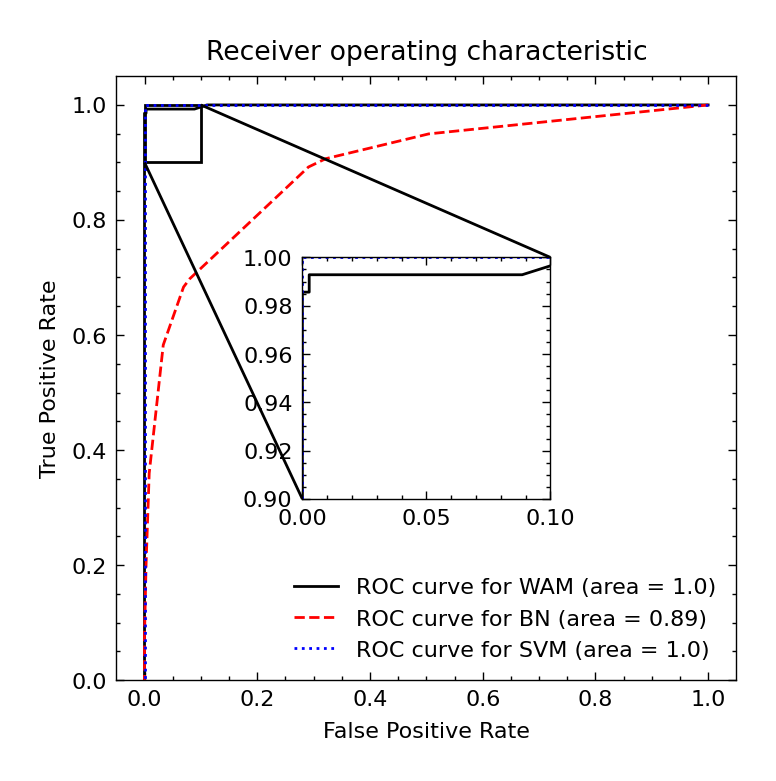 Receiver operating characteristic
True Positive Rate
1.0
0.8
0.6
0.4
0.2
0.0
1.00
0.98
0.96
0.94
0.92
0.90
0.00 0.05 0.10
ROC curve for WAM (area = 1.0)
ROC curve for BN (area = 0.89)
ROC curve for SVM (area = 1.0)
0.0 0.2 0.4 0.6 0.8 1.0
False Positive Rate